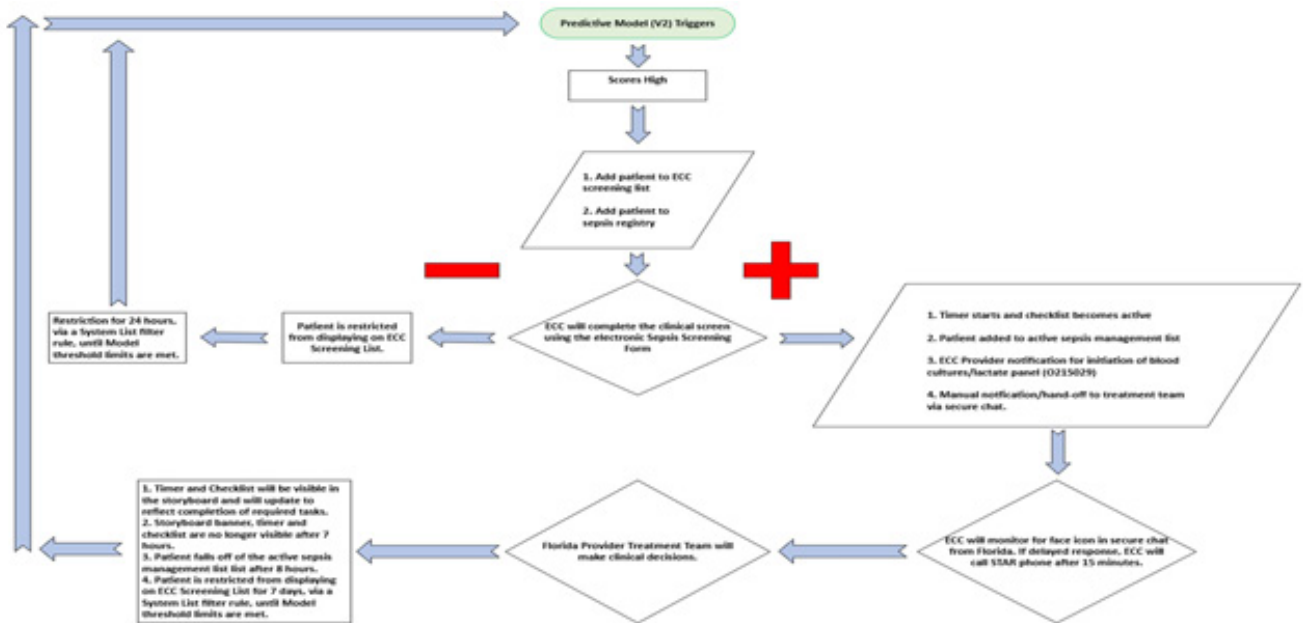 Predictive Model (V2) Triggers
Scores High
1. Add patient to ECC
screening list
2. Add patient to
sepsis registry
ECC will complete the clinical screen
using the electronic Sepsis Screening
Form
Patient is restricted
from displaying on ECC
Screening List.
Restriction for 24 hours,
via a System List filter
rule, until Model
threshold limits are met.
1. Timer starts and checklist becomes active
2. Patient added to active sepsis management list
3. ECC Provider notification for initiation of blood
cultures/lactate panel (O215029)
4. Manual notfication/hand-off to treatment team
via secure chat.
ECC will monitor for face icon in secure chat
from Florida. If delayed response, ECC will
call STAR phone after 15 minutes.
Florida Provider Treatment Team will
make clinical decisions.
1. Timer and Checklist will be visible in
the storyboard and will update to
reflect completion of required tasks.
2. Storyboard banner, timer and
checklist are no longer visible after 7
hours.
3. Patient falls off of the active sepsis
management list list after 8 hours.
4. Patient is restricted from displaying
on ECC Screening List for 7 days, via a
System List filter rule, until Model
threshold limits are met.